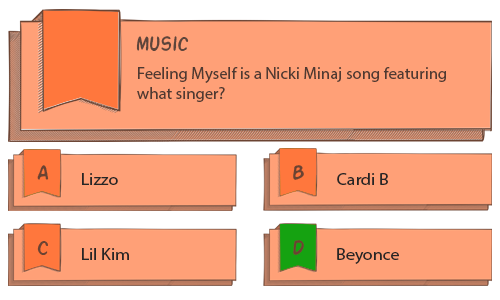 MUSIC
Feeling Myself is a Nicki Minaj song featuring
what singer?
A Lizzo
B Cardi B
C Lil Kim
D Beyonce